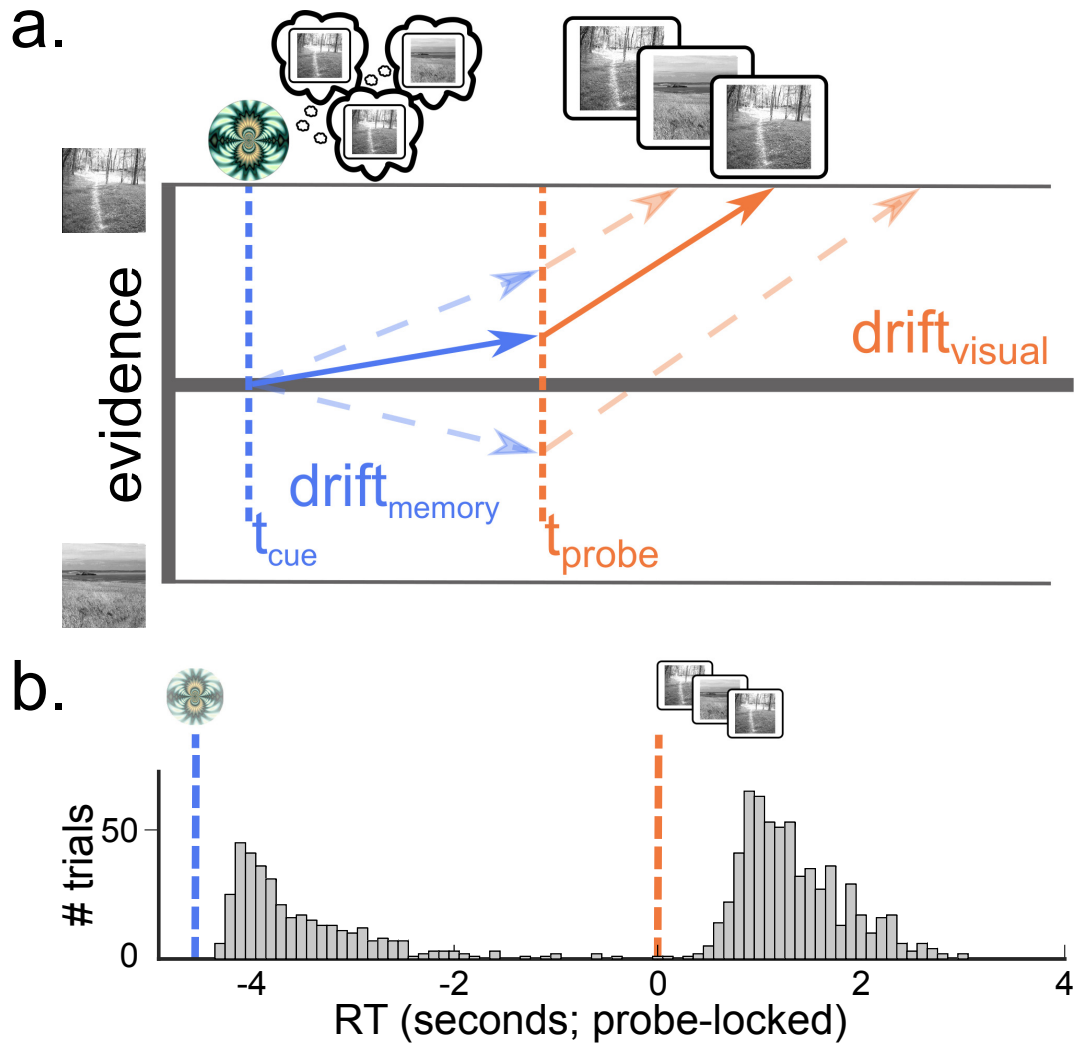 a.
evidence
drift_visual
drift_memory
t_cue
t_probe
b.
# trials
50
0
-4
-2
0
2
4
RT (seconds; probe-locked)